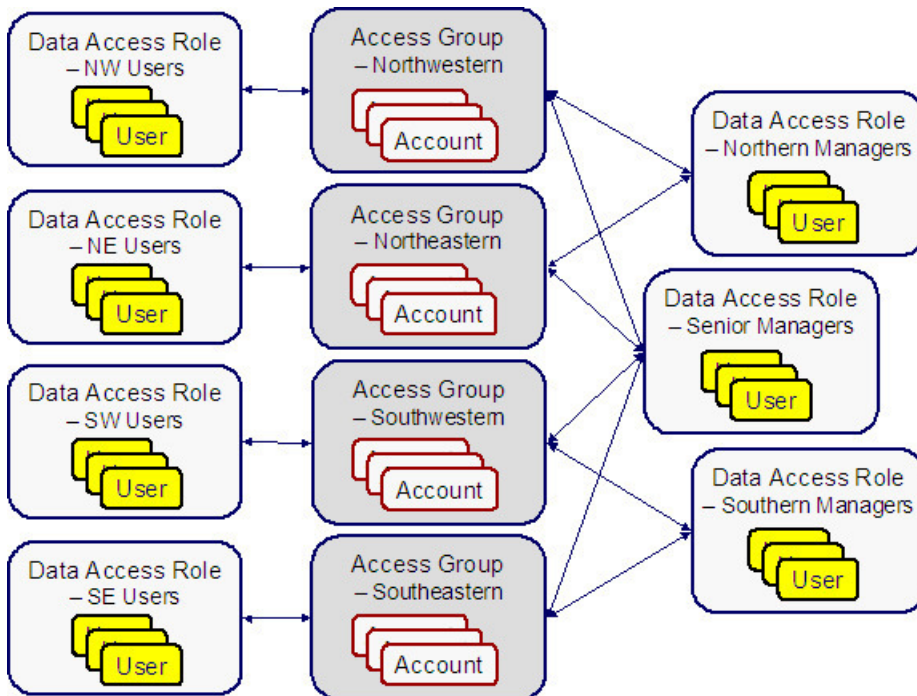 Data Access Role
– NW Users
User
Access Group
– Northwestern
Account
Data Access Role
– Northern Managers
User
Data Access Role
– NE Users
User
Access Group
– Northeastern
Account
Data Access Role
– Senior Managers
User
Data Access Role
– SW Users
User
Access Group
– Southwestern
Account
Data Access Role
– Southern Managers
User
Data Access Role
– SE Users
User
Access Group
– Southeastern
Account